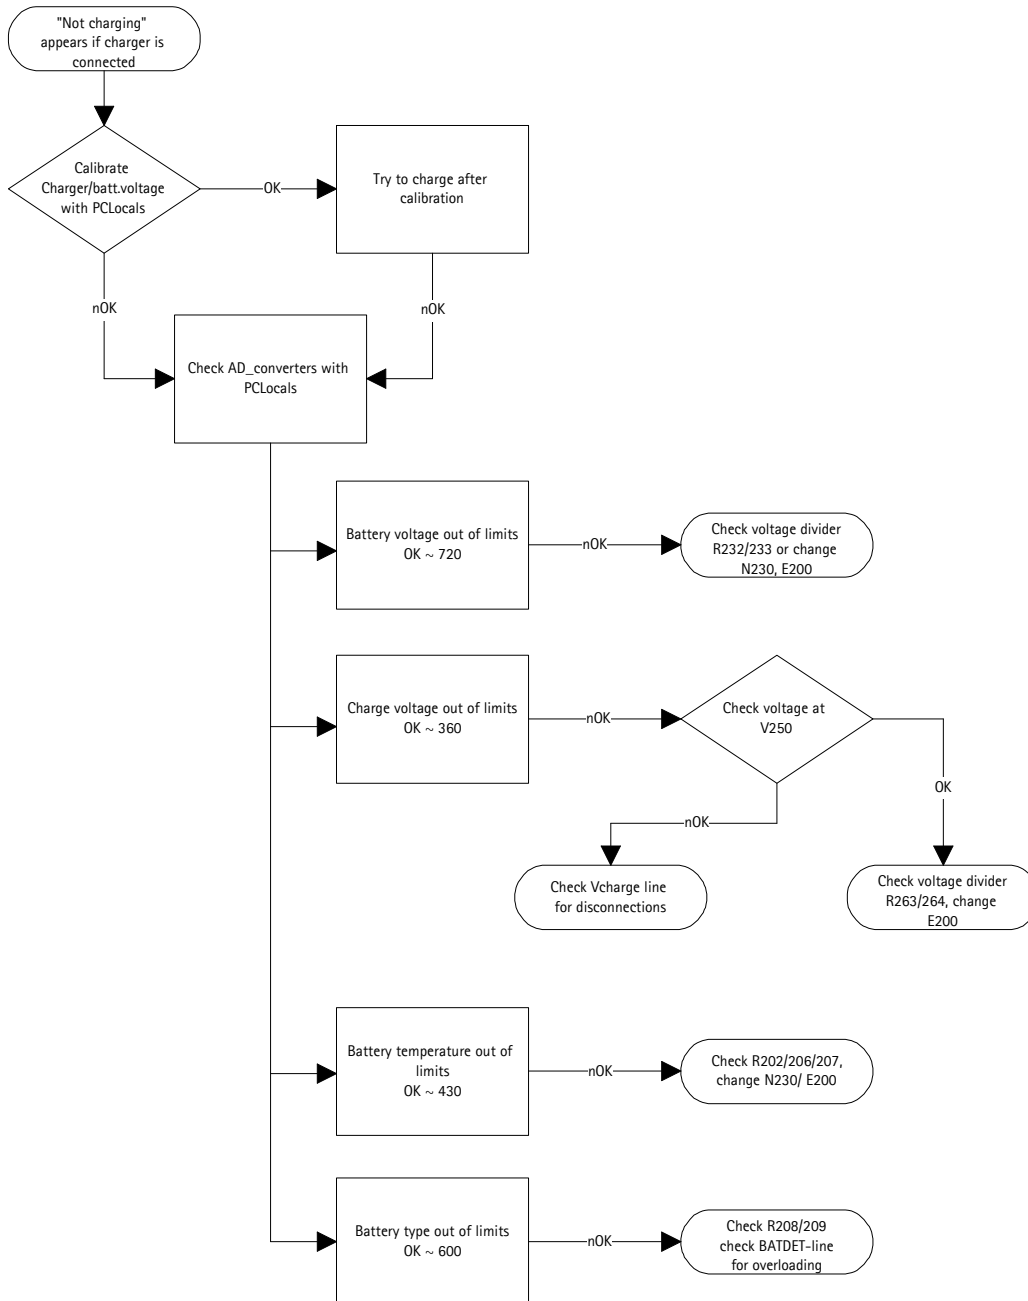 "Not charging"
appears if charger is
connected
Calibrate
Charger/batt.voltage
with PCLocals
OK
Try to charge after
calibration
nOK
nOK
Check AD_converters with
PCLocals
Battery voltage out of limits
OK ~ 720
nOK
Check voltage divider
R232/233 or change
N230, E200
Charge voltage out of limits
OK ~ 360
nOK
Check voltage at
V250
OK
nOK
Check Vcharge line
for disconnections
Check voltage divider
R263/264, change
E200
Battery temperature out of
limits
OK ~ 430
nOK
Check R202/206/207,
change N230/ E200
Battery type out of limits
OK ~ 600
nOK
Check R208/209
check BATDET-line
for overloading